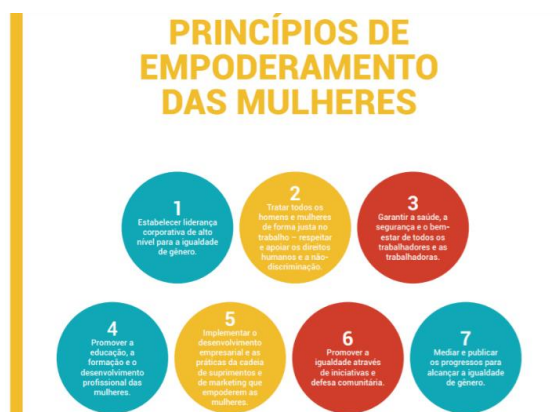 PRINCÍPIOS DE
EMPODERAMENTO
DAS MULHERES
1
Estabelecer liderança
corporativa de alto
nível para a igualdade
de gênero.
2
Tratar todos os
homens e mulheres
de forma justa no
trabalho – respeitar
e apoiar os direitos
humanos e a não-
discriminação.
3
Garantir a saúde, a
segurança e o bem-
estar de todos os
trabalhadores e as
trabalhadoras.
4
Promover a
educação, a
formação e o
desenvolvimento
profissional das
mulheres.
5
Implementar o
desenvolvimento
empresarial e as
práticas da cadeia
de suprimentos e
de marketing que
empoderem as
mulheres.
6
Promover a
igualdade através
de iniciativas e
defesa comunitária.
7
Mediar e publicar
os progressos para
alcançar a igualdade
de gênero.